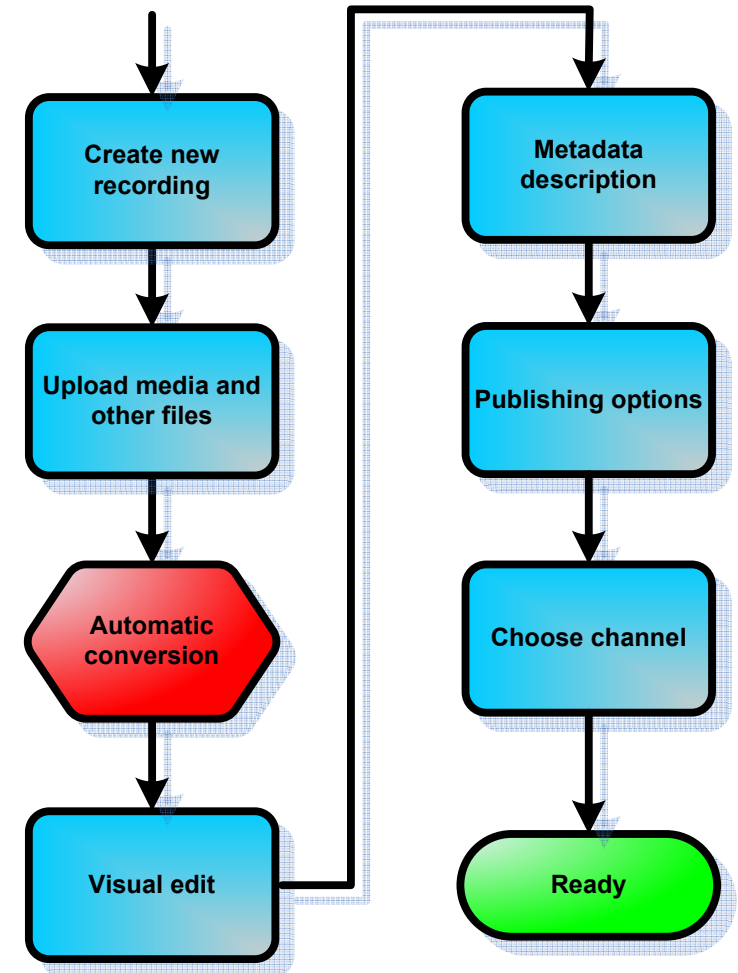 Create new
recording
Upload media and
other files
Automatic
conversion
Visual edit
Metadata
description
Publishing options
Choose channel
Ready